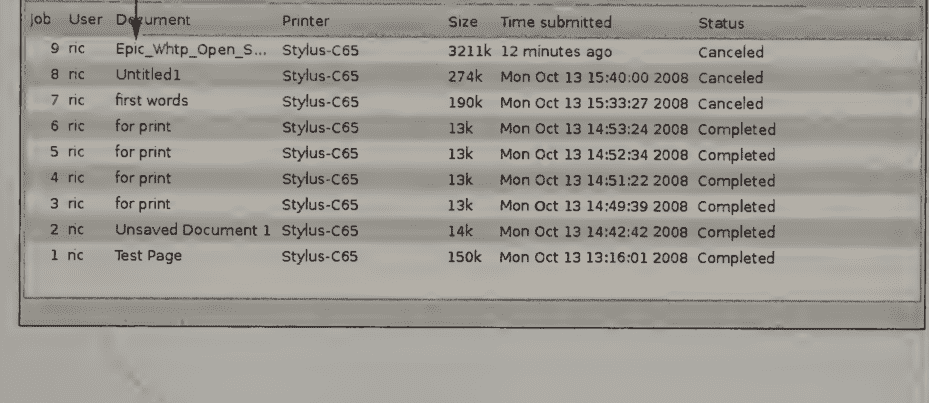 Job User Document Printer Size Time submitted Status
9 ric Epic_Whtp_Open_S... Stylus-C65 3211k 12 minutes ago Canceled
8 ric Untitled1 Stylus-C65 274k Mon Oct 13 15:40:00 2008 Canceled
7 ric first words Stylus-C65 190k Mon Oct 13 15:33:27 2008 Canceled
6 ric for print Stylus-C65 13k Mon Oct 13 14:53:24 2008 Completed
5 ric for print Stylus-C65 13k Mon Oct 13 14:52:34 2008 Completed
4 ric for print Stylus-C65 13k Mon Oct 13 14:51:22 2008 Completed
3 ric for print Stylus-C65 13k Mon Oct 13 14:49:39 2008 Completed
2 ric Unsaved Document 1 Stylus-C65 14k Mon Oct 13 14:42:42 2008 Completed
1 ric Test Page Stylus-C65 150k Mon Oct 13 13:16:01 2008 Completed